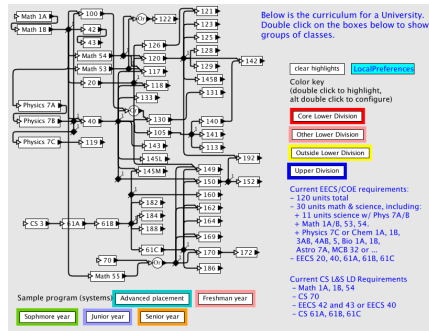 Math 1A
Math 1B
100
42
43
Math 54
Math 53
20
Physics 7A
Physics 7B
Physics 7C
40
119
CS 3
61A
61B
70
Math 55
Or
122
126
120
117
118
133
Or
130
105
143
145L
145M
182
184
188
61C
Or
121
123
125
128
129
145B
131
140
141
113
142
192
149
150
152
160
162
164
169
170
172
186
Below is the curriculum for a University.
Double click on the boxes below to show
groups of classes.
clear highlights
LocalPreferences
Color key
(double click to highlight,
alt double click to configure)
Core Lower Division
Other Lower Division
Outside Lower Division
Upper Division
Current EECS/COE requirements:
- 120 units total
- 30 units math & science, including:
+ 11 units science w/ Phys 7A/B
+ Math 1A/B, 53, 54.
+ Physics 7C or Chem 1A, 1B,
3AB, 4AB, 5, Bio 1A, 1B,
Astro 7A, MCB 32 or ...
- EECS 20, 40, 61A, 61B, 61C
Current CS L&S LD Requirements
- Math 1A, 1B, 54
- CS 70
- EECS 42 and 43 or EECS 40
- CS 61A, 61B, 61C
Sample program (systems)
Advanced placement
Freshman year
Sophmore year
Junior year
Senior year